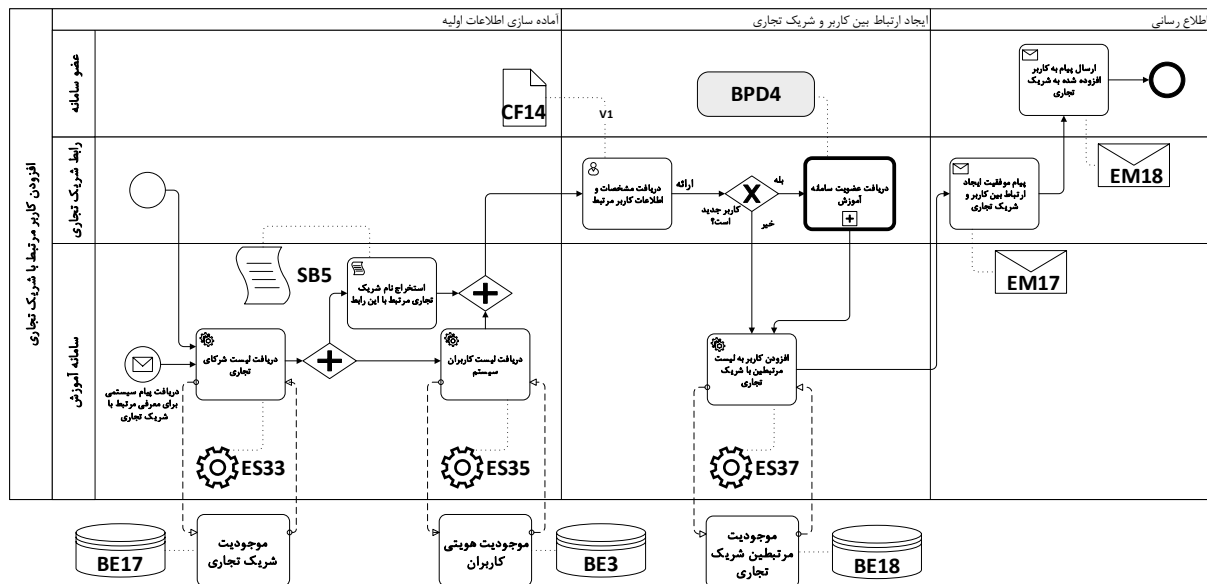 آماده سازی اطلاعات اولیه
ایجاد ارتباط بین کاربر و شریک تجاری
اطلاع رسانی
افزودن کاربر مرتبط با شریک تجاری
عضو سامانه
CF14
V1
BPD4
ارسال پیام به کاربر
افزوده شده به شریک
تجاری
EM18
رابط شریک تجاری
دریافت مشخصات و
اطلاعات کاربر مرتبط
ارائه
X
کاربر جدید
است؟
بله
خیر
دریافت عضویت سامانه
آموزش
پیام موفقیت ایجاد
ارتباط بین کاربر و
شریک تجاری
EM17
سامانه آموزش
دریافت پیام سیستمی
برای معرفی مرتبط با
شریک تجاری
دریافت لیست شرکای
تجاری
SB5
استخراج نام شریک
تجاری مرتبط با این رابط
دریافت لیست کاربران
سیستم
افزودن کاربر به لیست
مرتبطین با شریک
تجاری
ES33
ES35
ES37
BE17
موجودیت
شریک تجاری
موجودیت هویتی
کاربران
BE3
موجودیت
مرتبطین شریک
تجاری
BE18